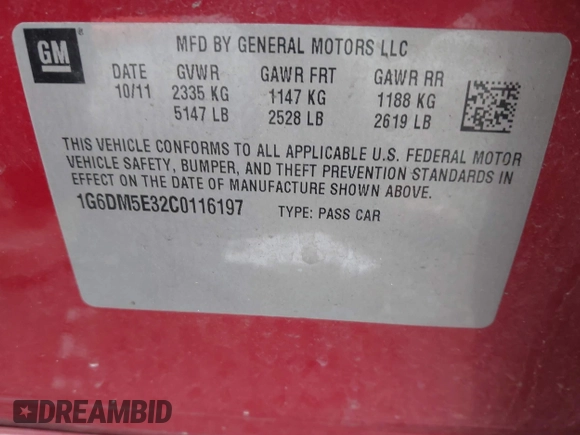 GM
®
MFD BY GENERAL MOTORS LLC
DATE GVWR GAWR FRT GAWR RR
10/11 2335 KG 1147 KG 1188 KG
5147 LB 2528 LB 2619 LB
THIS VEHICLE CONFORMS TO ALL APPLICABLE U.S. FEDERAL MOTOR
VEHICLE SAFETY, BUMPER, AND THEFT PREVENTION STANDARDS IN
EFFECT ON THE DATE OF MANUFACTURE SHOWN ABOVE.
1G6DM5E32C0116197 TYPE: PASS CAR
DREAMBID